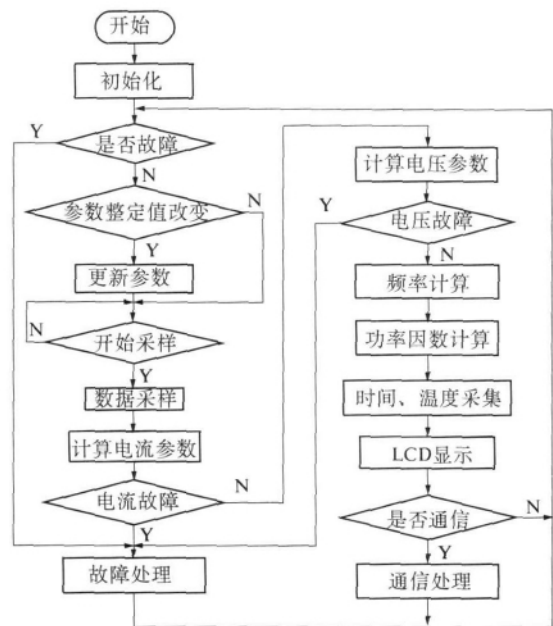 开始
初始化
Y
是否故障
N
参数整定值改变
N
Y
更新参数
N
开始采样
Y
数据采样
计算电流参数
电流故障
N
Y
故障处理
计算电压参数
Y
电压故障
N
频率计算
功率因数计算
时间、温度采集
LCD显示
是否通信
N
Y
通信处理